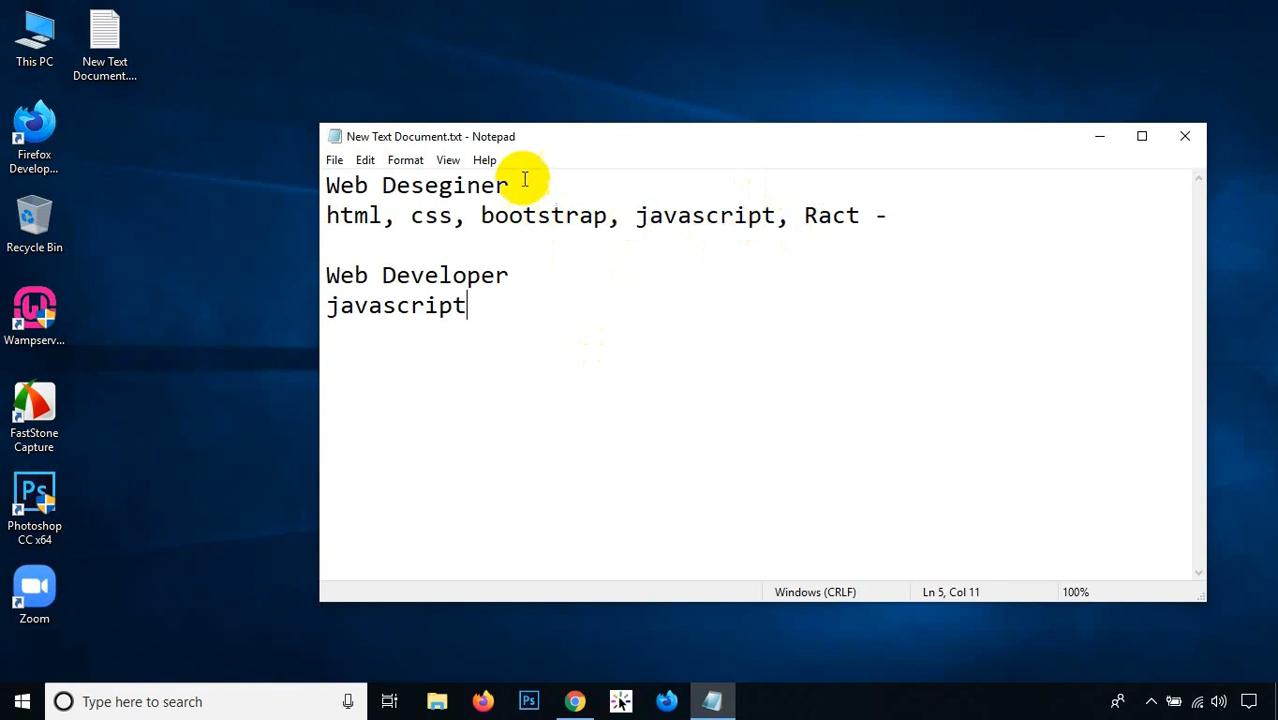 This PC
New Text
Document....
Firefox
Develop...
Recycle Bin
Wampserv...
FastStone
Capture
Ps
Photoshop
CC x64
Zoom
New Text Document.txt - Notepad
File Edit Format View Help
Web Deseginer
html, css, bootstrap, javascript, Ract -
Web Developer
javascript
Windows (CRLF) Ln 5, Col 11 100%
Type here to search
Ps